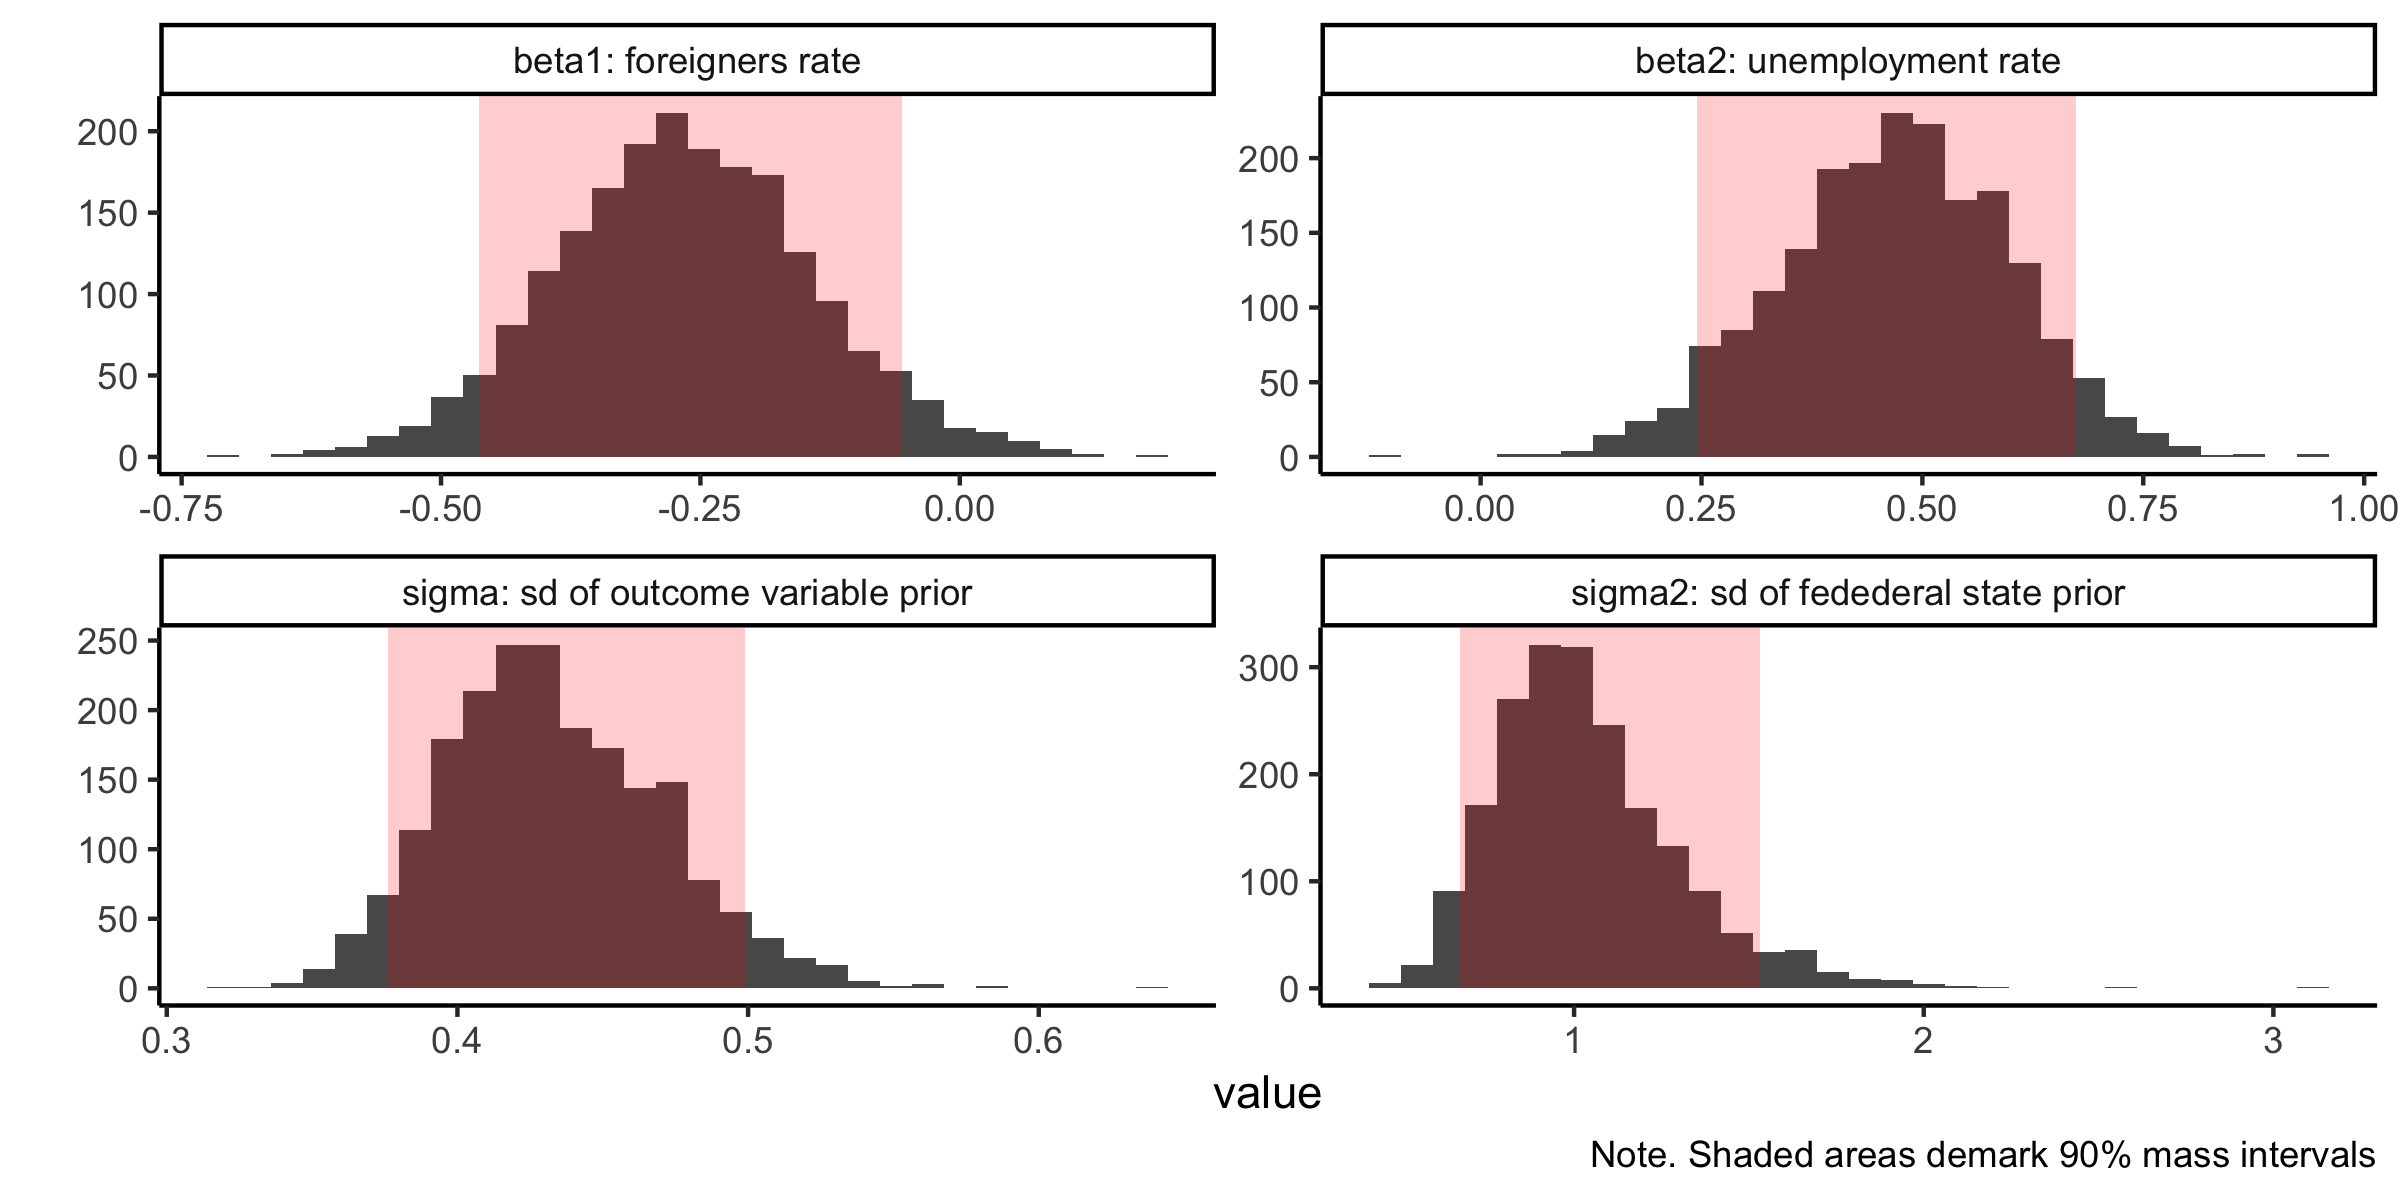 beta1: foreigners rate
200
150
100
50
0
-0.75 -0.50 -0.25 0.00
beta2: unemployment rate
200
150
100
50
0
0.00 0.25 0.50 0.75 1.00
sigma: sd of outcome variable prior
250
200
150
100
50
0
0.3 0.4 0.5 0.6
sigma2: sd of fedederal state prior
300
200
100
0
1 2 3
value
Note. Shaded areas demark 90% mass intervals